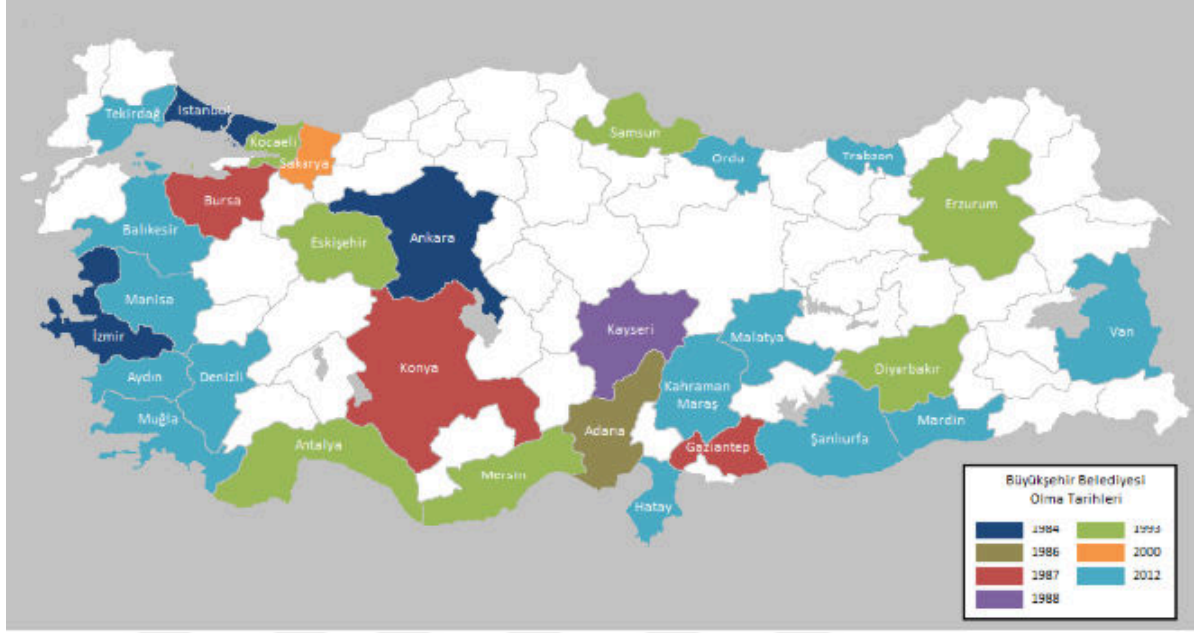 Tekirdağ
İstanbul
Kocaeli
Sakarya
Samsun
Ordu
Trabzon
Erzurum
Bursa
Balıkesir
Eskişehir
Ankara
Manisa
İzmir
Kayseri
Malatya
Van
Aydın
Denizli
Konya
Kahraman
Maraş
Diyarbakır
Muğla
Antalya
Mersin
Adana
Gaziantep
Şanlıurfa
Mardin
Hatay
Büyükşehir Belediyesi
Olma Tarihleri
1984
1993
1986
2000
1987
2012
1988